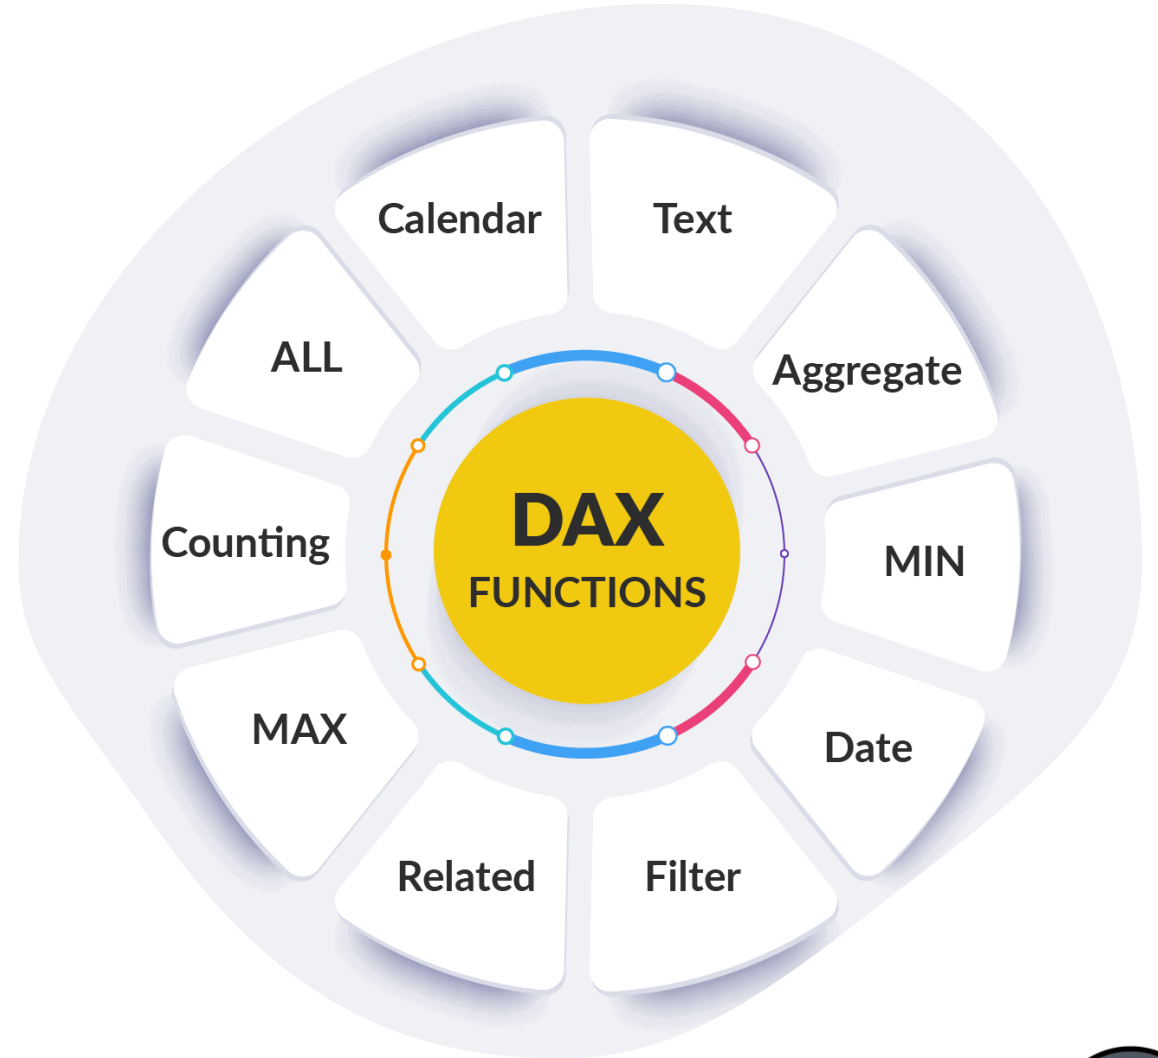 Calendar
Text
ALL
Aggregate
DAX
FUNCTIONS
Counting
MIN
MAX
Date
Related
Filter